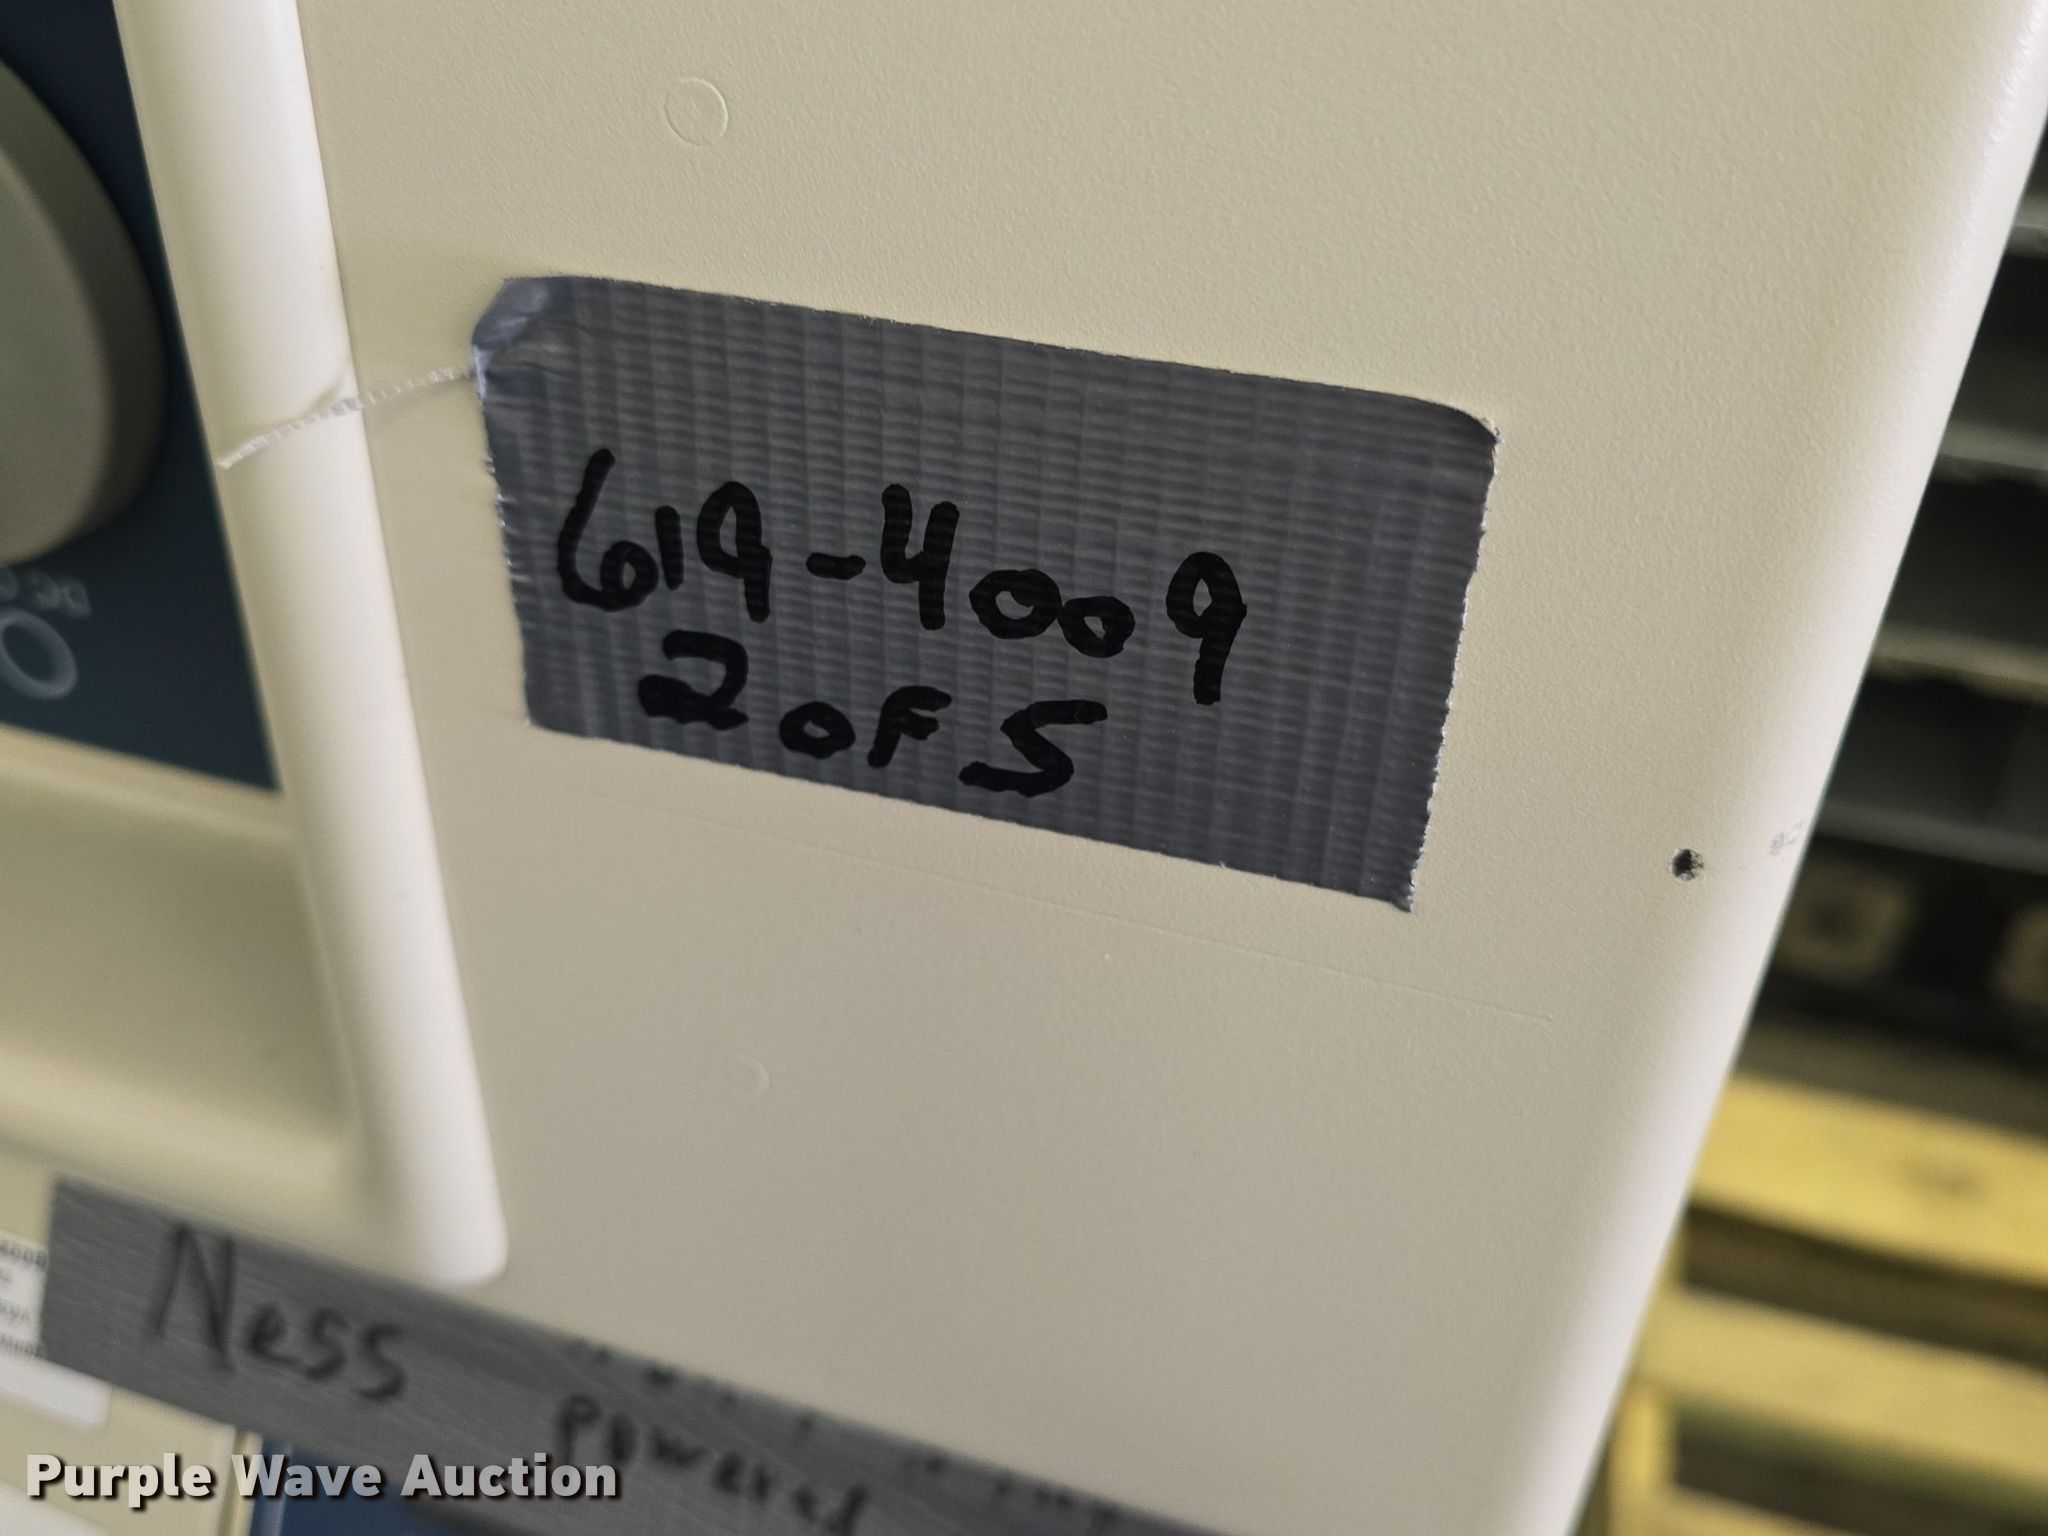 619-4009
2 oF 5
Ness
powered
Purple Wave Auction